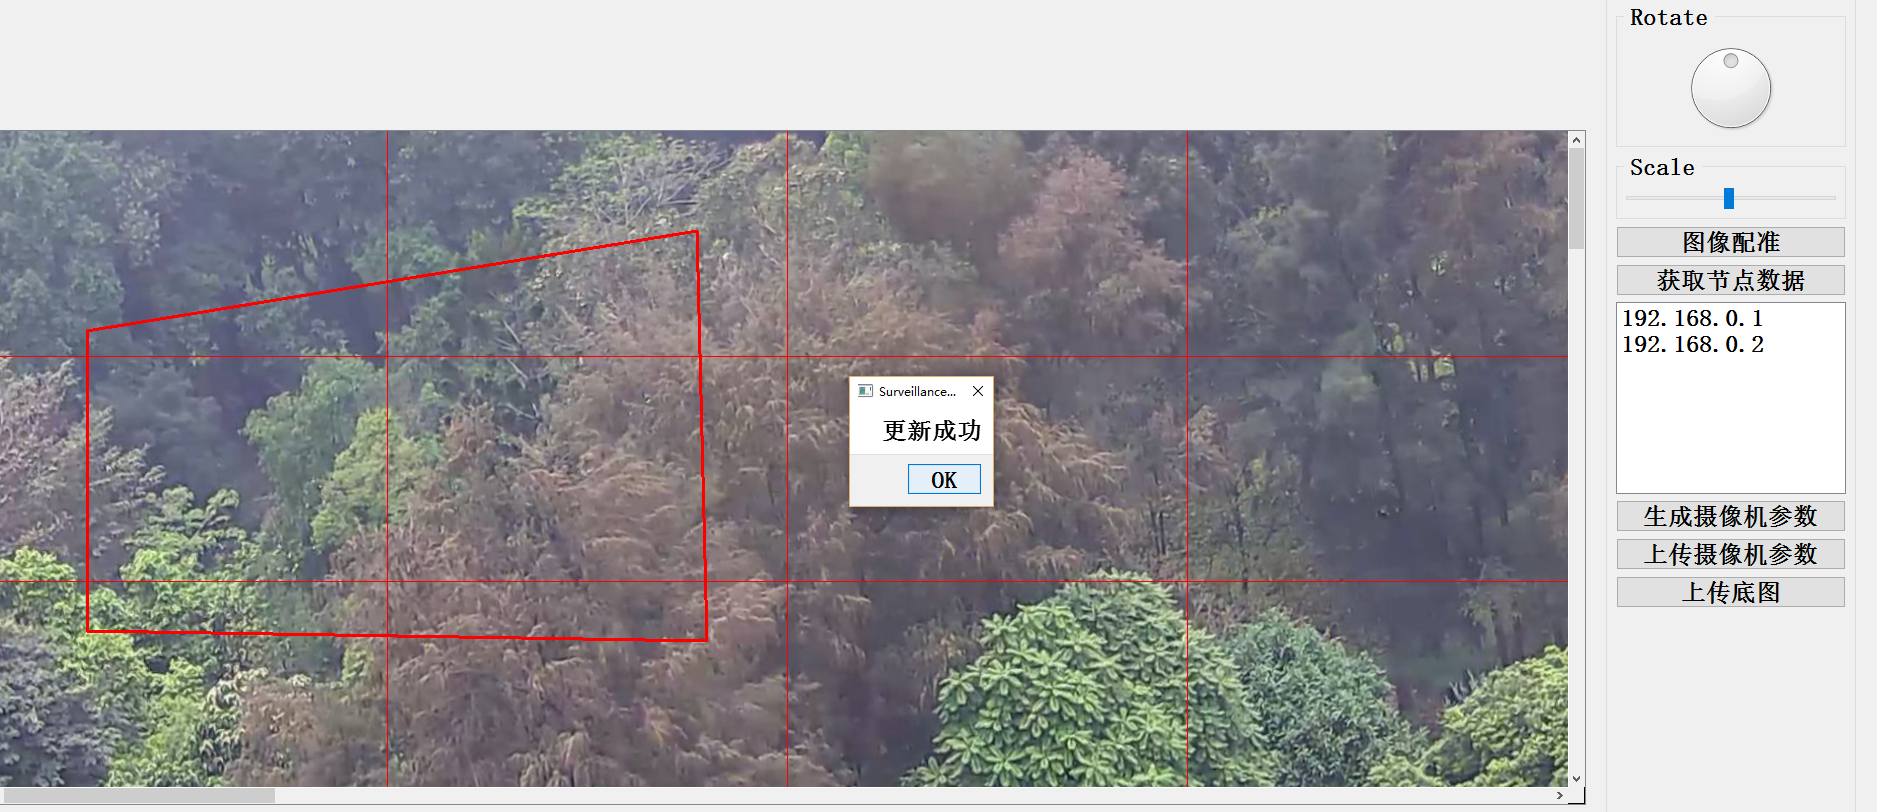 Rotate
Scale
图像配准
获取节点数据
192.168.0.1
192.168.0.2
Surveillance...
更新成功
OK
生成摄像机参数
上传摄像机参数
上传底图